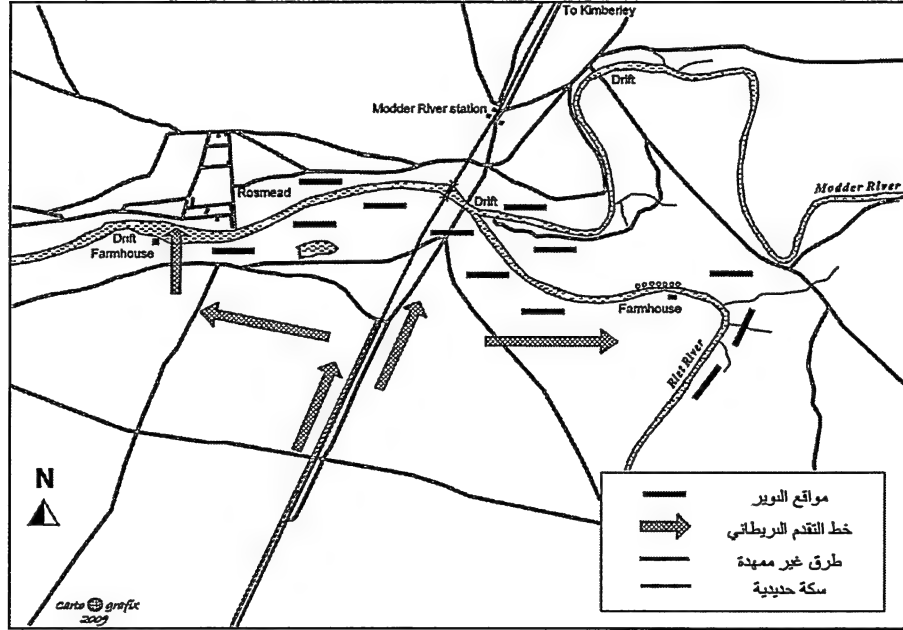 To Kimberley
Drift
Modder River station
Modder River
Rosmead
Drift
Drift
Farmhouse
Farmhouse
Riet River
N
مواقع البوير
خط التقدم البريطاني
طرق غير ممهدة
سكة حديدية
Carto grafix
2009